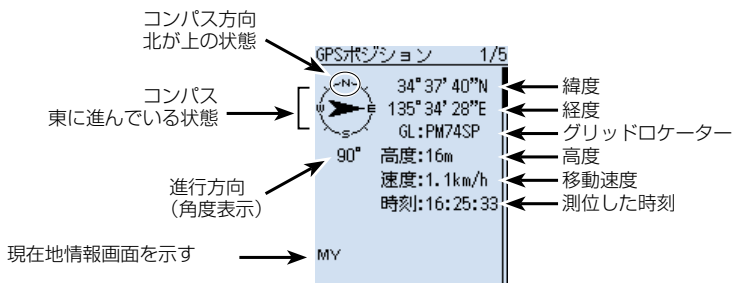 コンパス方向
北が上の状態
コンパス
東に進んでいる状態
進行方向
（角度表示）
現在地情報画面を示す
GPSポジション 1/5
N
W E
S
34°37'40"N
135°34'28"E
GL:PM74SP
90° 高度:16m
速度:1.1km/h
時刻:16:25:33
MY
緯度
経度
グリッドロケーター
高度
移動速度
測位した時刻